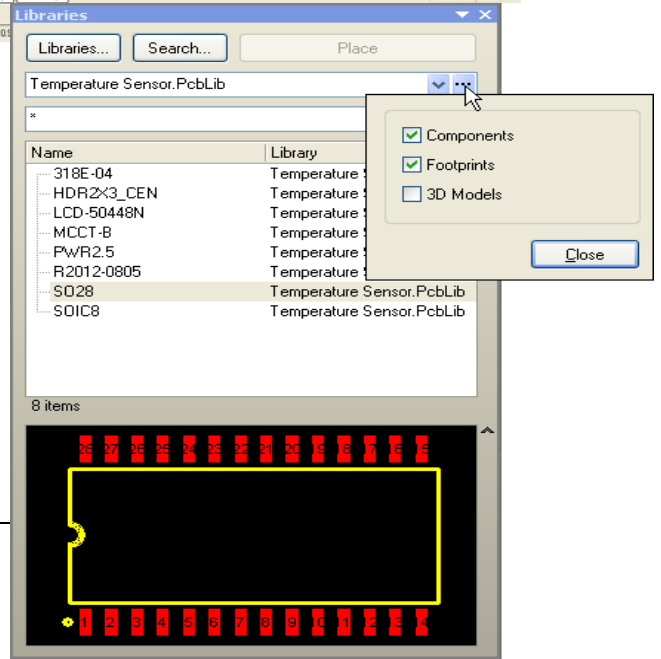 Libraries
Libraries... Search... Place
Temperature Sensor.PcbLib
*
Components
Footprints
3D Models
Close
Name Library
318E-04 Temperature
HDR2X3_CEN Temperature
LCD-50448N Temperature
MCCT-B Temperature
PWR2.5 Temperature
R2012-0805 Temperature
SO28 Temperature Sensor.PcbLib
SOIC8 Temperature Sensor.PcbLib
8 items
28 27 26 25 24 23 22 21 20 19 18 17 16 15
1 2 3 4 5 6 7 8 9 10 11 12 13 14